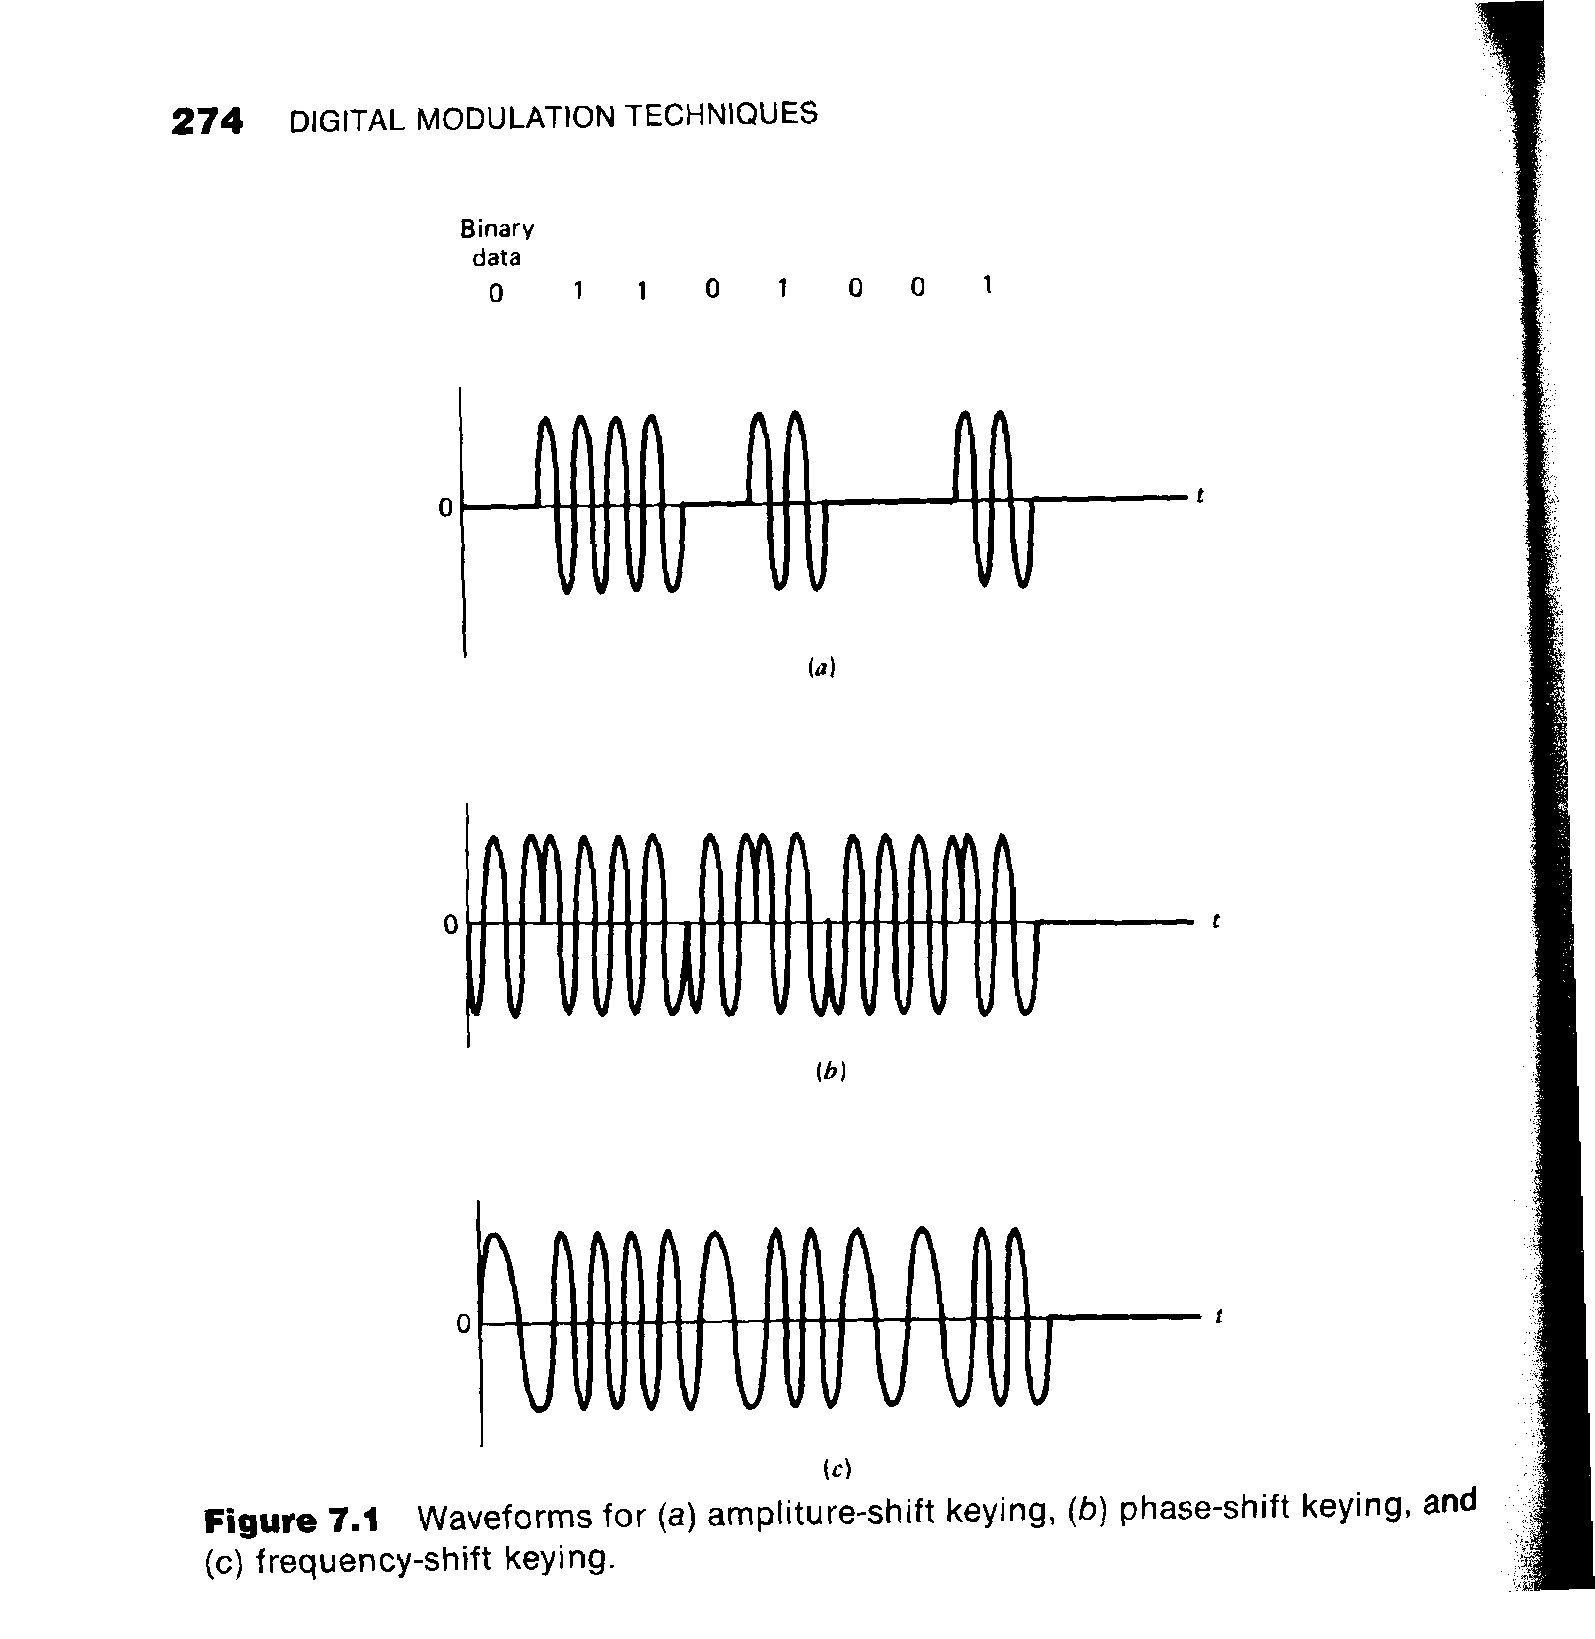 274 DIGITAL MODULATION TECHNIQUES
Binary
data
0 1 1 0 1 0 0 1
0 t
(a)
0 t
(b)
0 t
(c)
Figure 7.1 Waveforms for (a) ampliture-shift keying, (b) phase-shift keying, and
(c) frequency-shift keying.